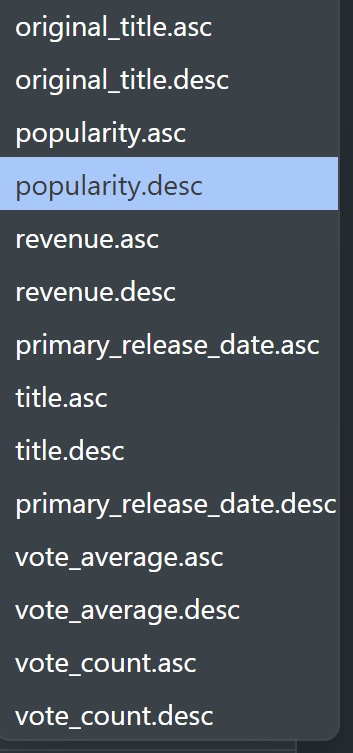 original_title.asc
original_title.desc
popularity.asc
popularity.desc
revenue.asc
revenue.desc
primary_release_date.asc
title.asc
title.desc
primary_release_date.desc
vote_average.asc
vote_average.desc
vote_count.asc
vote_count.desc